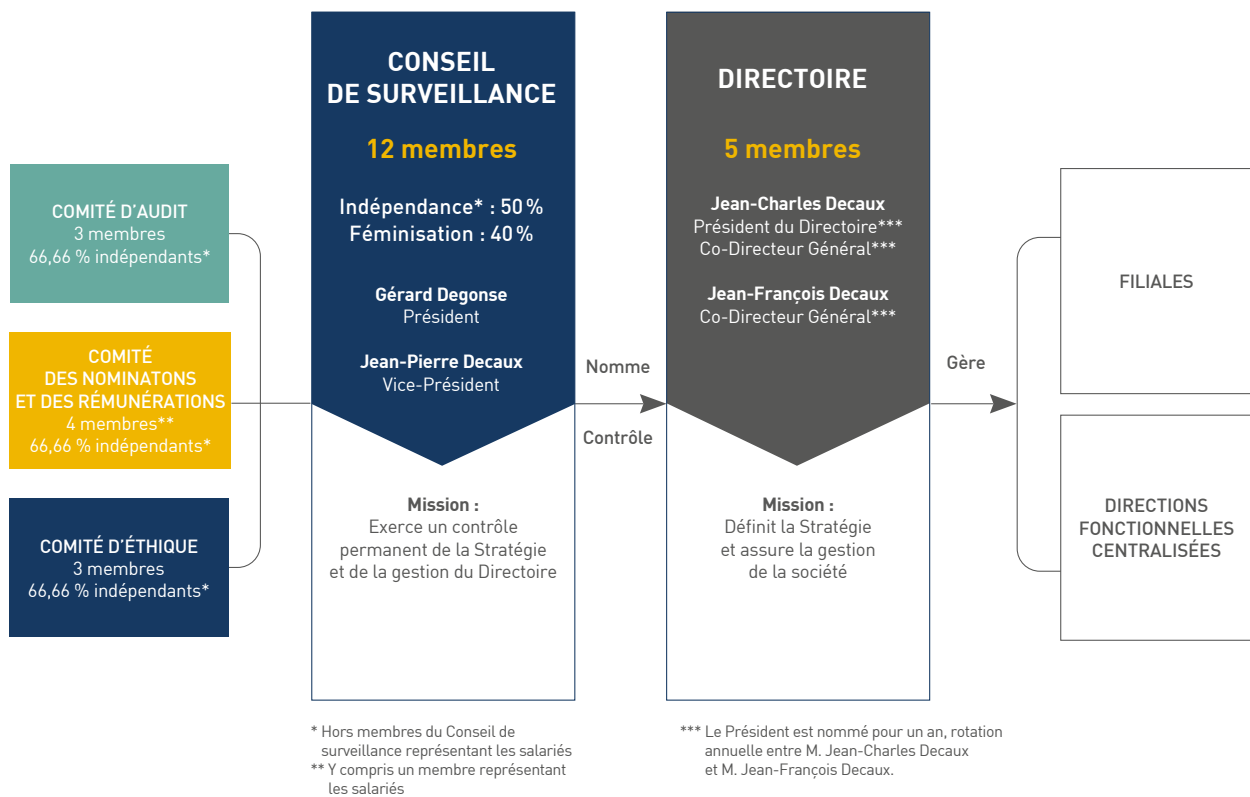 COMITÉ D'AUDIT
3 membres
66,66 % indépendants*
COMITÉ
DES NOMINATONS
ET DES RÉMUNÉRATIONS
4 membres**
66,66 % indépendants*
COMITÉ D'ÉTHIQUE
3 membres
66,66 % indépendants*
CONSEIL
DE SURVEILLANCE
12 membres
Indépendance* : 50 %
Féminisation : 40 %
Gérard Degonse
Président
Jean-Pierre Decaux
Vice-Président
Mission :
Exerce un contrôle
permanent de la Stratégie
et de la gestion du Directoire
Nomme
Contrôle
DIRECTOIRE
5 membres
Jean-Charles Decaux
Président du Directoire***
Co-Directeur Général***
Jean-François Decaux
Co-Directeur Général***
Mission :
Définit la Stratégie
et assure la gestion
de la société
Gère
FILIALES
DIRECTIONS
FONCTIONNELLES
CENTRALISÉES
* Hors membres du Conseil de
surveillance représentant les salariés
** Y compris un membre représentant
les salariés
*** Le Président est nommé pour un an, rotation
annuelle entre M. Jean-Charles Decaux
et M. Jean-François Decaux.